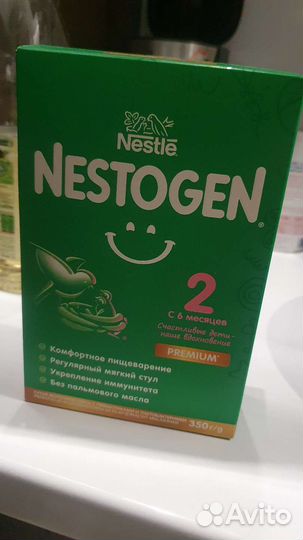 Nestlé
NESTOGEN®
2
С 6 месяцев
Счастливые дети-
наше вдохновение
PREMIUM
Комфортное пищеварение
Регулярный мягкий стул
Укрепление иммунитета
Без пальмового масла
350 г/g
Avito